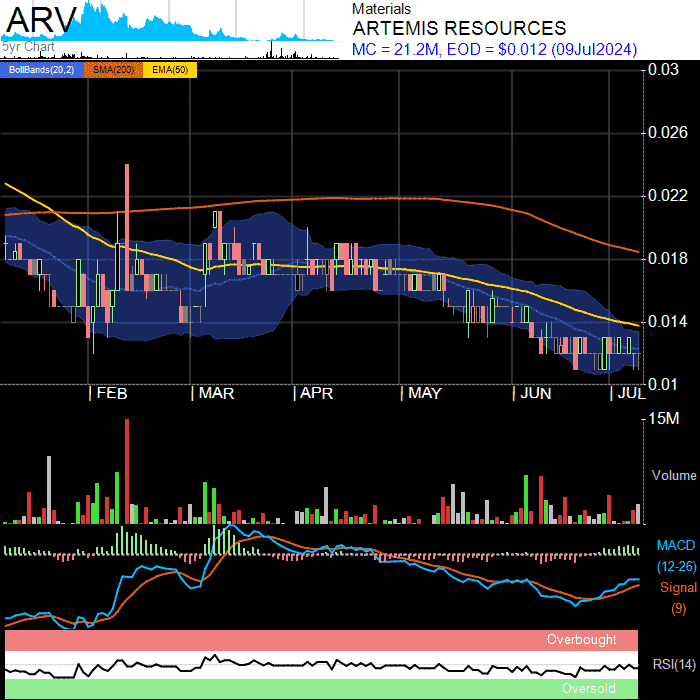 ARV
5yr Chart
Materials
ARTEMIS RESOURCES
MC = 21.2M, EOD = $0.012 (09Jul2024)
BollBands(20,2) SMA(200) EMA(50)
0.03
0.026
0.022
0.018
0.014
0.01
FEB MAR APR MAY JUN JUL
15M
Volume
MACD
(12-26)
Signal
(9)
Overbought
RSI(14)
Oversold